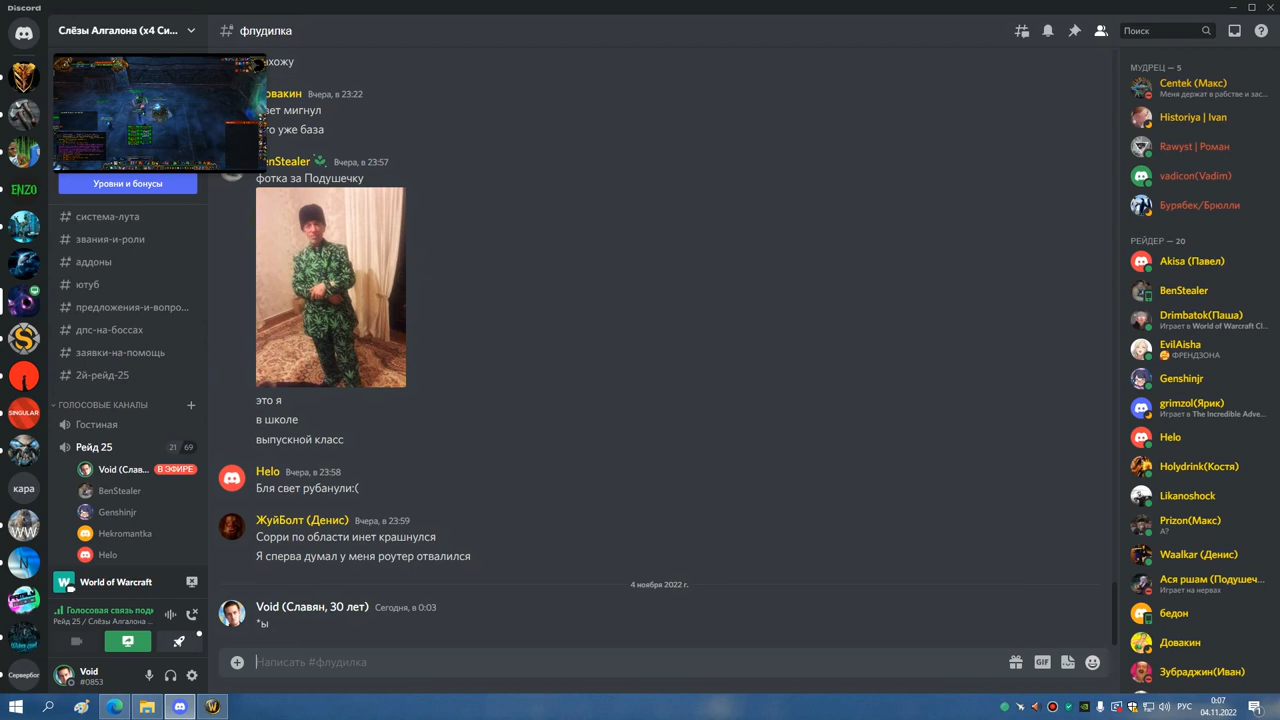 Discord
Слёзы Алгалона (x4 Си...
флудилка
Поиск
Уровни и бонусы
система-лута
звания-и-роли
аддоны
ютуб
предложения-и-вопро...
дпс-на-боссах
заявки-на-помощь
2й-рейд-25
ГОЛОСОВЫЕ КАНАЛЫ
Гостиная
Рейд 25
21 69
Void (Слав...
В ЭФИРЕ
BenStealer
Genshinjr
Hekromantka
Helo
World of Warcraft
Голосовая связь подк
Рейд 25 / Слёзы Алгалона ...
Void
#0853
ENZO
SINGULAR
кара
WW
N
Серверbor
Вчера, в 23:22
мигнул
уже база
Вчера, в 23:57
фотка за Подушечку
это я
в школе
выпускной класс
Helo Вчера, в 23:58
Бля свет рубанули:(
ЖуйБолт (Денис) Вчера, в 23:59
Сорри по области инет крашнулся
Я сперва думал у меня роутер отвалился
4 ноября 2022 г.
Void (Славян, 30 лет) Сегодня, в 0:03
*ы
Написать #флудилка
GIF
МУДРЕЦ — 5
Centek (Макс)
Меня держат в рабстве и зас...
Historiya | Ivan
Rawyst | Роман
vadicon(Vadim)
Бурябек/Брюлли
РЕЙДЕР — 20
Akisa (Павел)
BenStealer
Drimbatok(Паша)
Играет в World of Warcraft Cl...
EvilAisha
ФРЕНДЗОНА
Genshinjr
grimzol(Ярик)
Играет в The Incredible Adve...
Helo
Holydrink(Костя)
Likanoshock
Prizon(Макс)
А?
Waalkar (Денис)
Ася ршам (Подушеч...
Играет на нервах
бедон
Довакин
Зубраджин(Иван)
РУС
0:07
04.11.2022